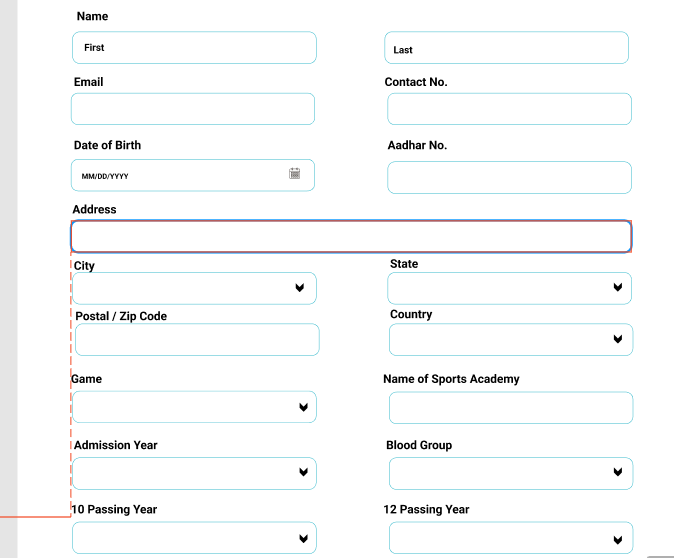 Name
First
Last
Email
Contact No.
Date of Birth
Aadhar No.
MM/DD/YYYY
Address
City
State
Postal / Zip Code
Country
Game
Name of Sports Academy
Admission Year
Blood Group
10 Passing Year
12 Passing Year